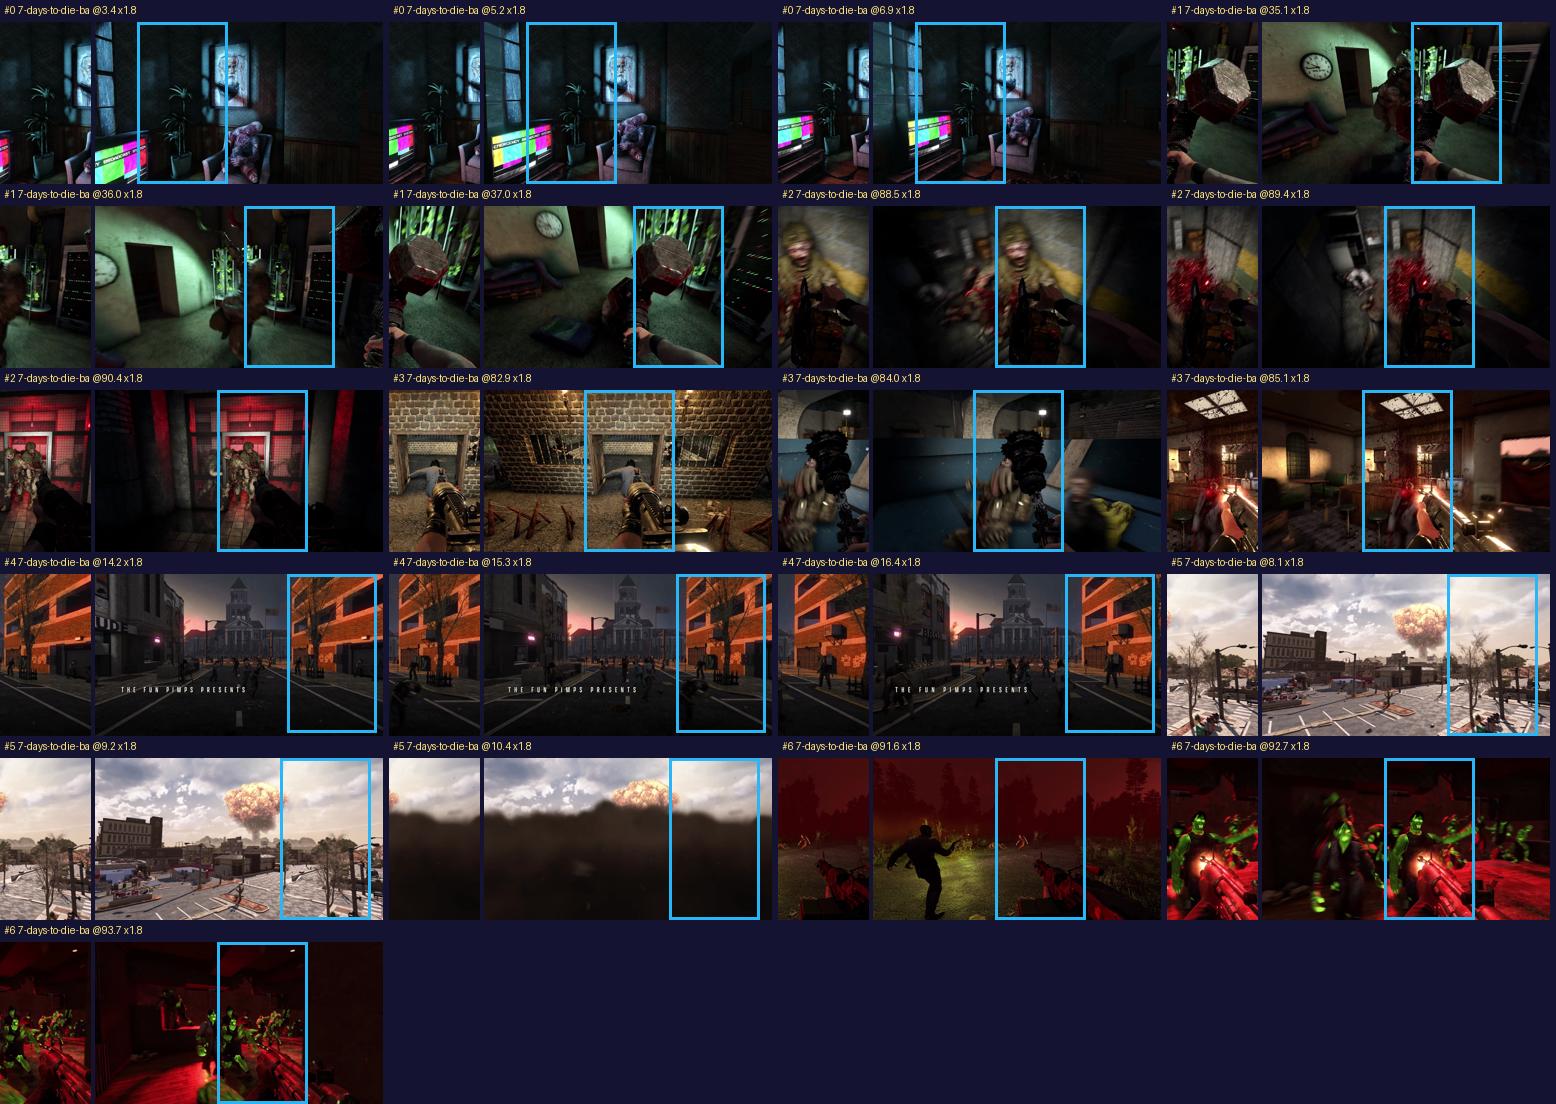 #0 7-days-to-die-ba @3.4 x1.8
#0 7-days-to-die-ba @5.2 x1.8
#0 7-days-to-die-ba @6.9 x1.8
#1 7-days-to-die-ba @35.1 x1.8
#1 7-days-to-die-ba @36.0 x1.8
#1 7-days-to-die-ba @37.0 x1.8
#2 7-days-to-die-ba @88.5 x1.8
#2 7-days-to-die-ba @89.4 x1.8
#2 7-days-to-die-ba @90.4 x1.8
#3 7-days-to-die-ba @82.9 x1.8
#3 7-days-to-die-ba @84.0 x1.8
#3 7-days-to-die-ba @85.1 x1.8
#4 7-days-to-die-ba @14.2 x1.8
#4 7-days-to-die-ba @15.3 x1.8
#4 7-days-to-die-ba @16.4 x1.8
#5 7-days-to-die-ba @8.1 x1.8
THE FUN PIMPS PRESENTS
THE FUN PIMPS PRESENTS
THE FUN PIMPS PRESENTS
#5 7-days-to-die-ba @9.2 x1.8
#5 7-days-to-die-ba @10.4 x1.8
#6 7-days-to-die-ba @91.6 x1.8
#6 7-days-to-die-ba @92.7 x1.8
#6 7-days-to-die-ba @93.7 x1.8